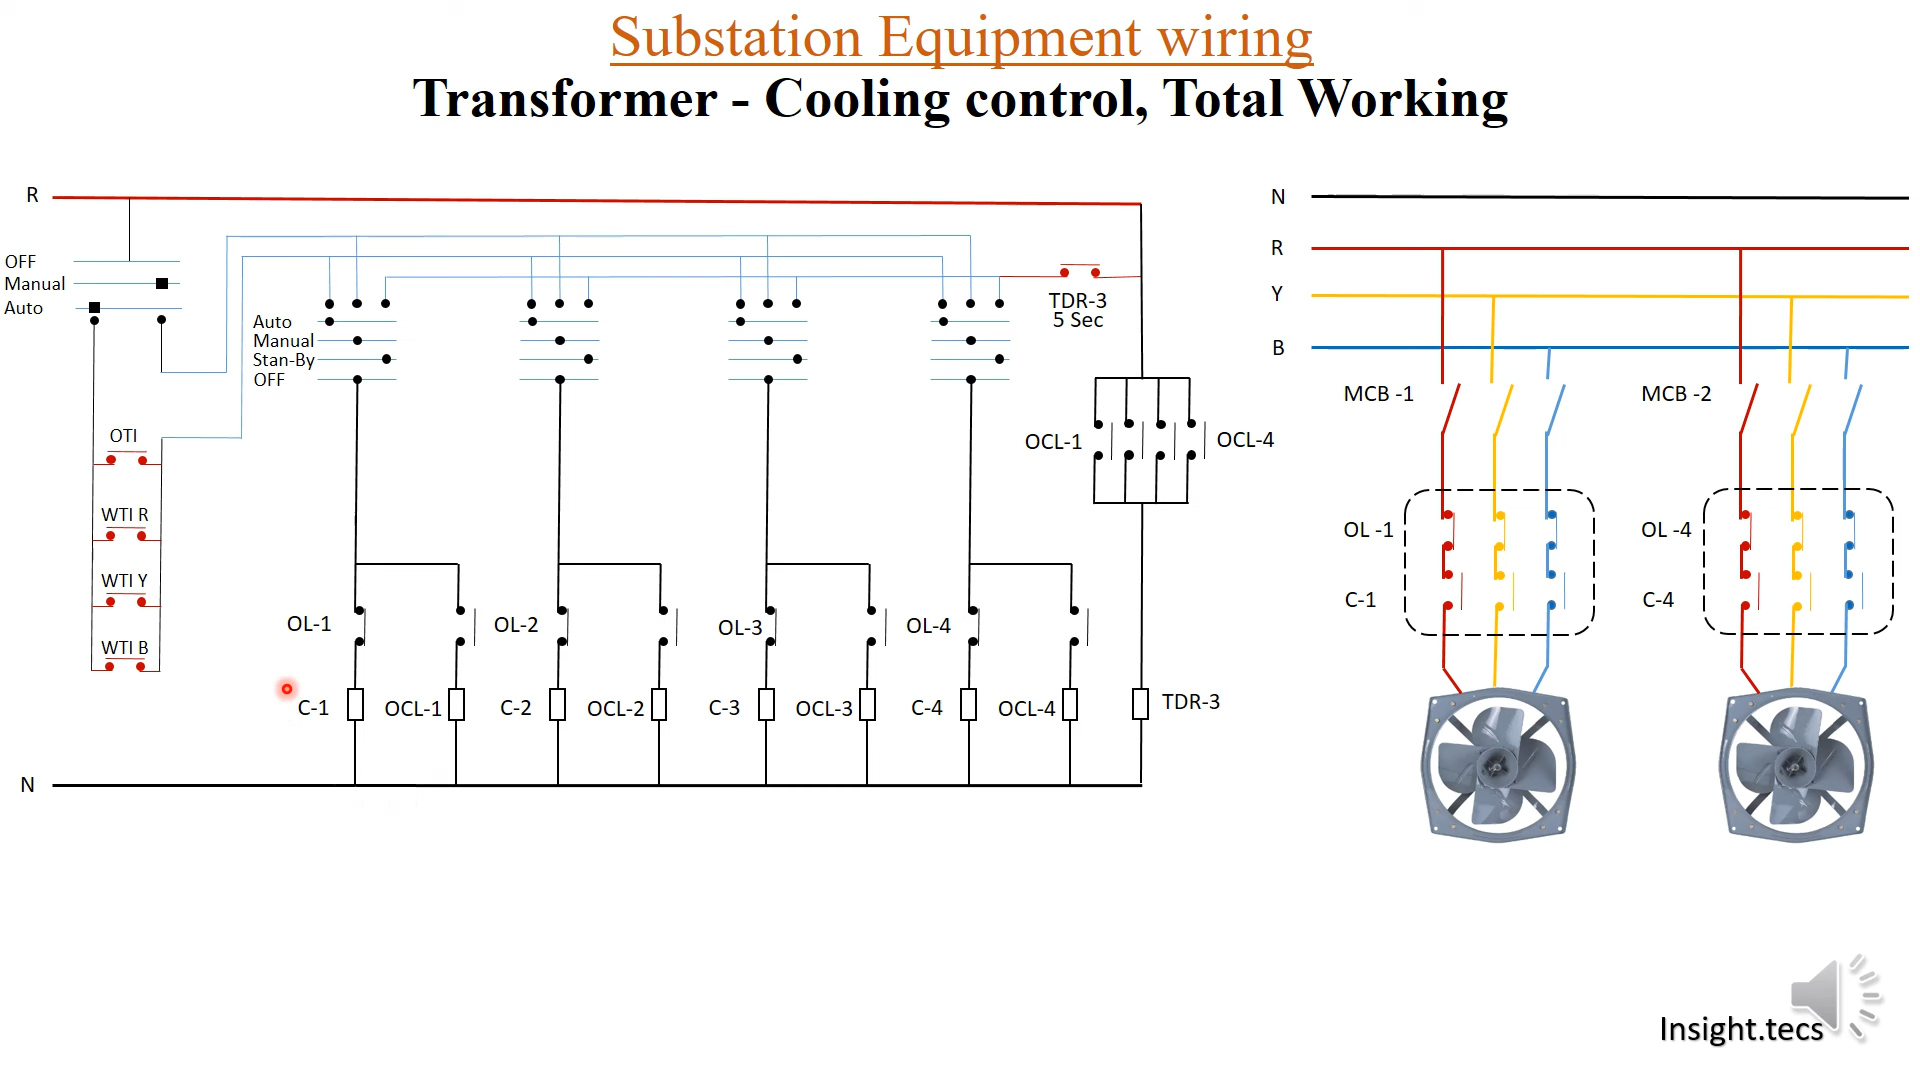 Substation Equipment wiring
Transformer - Cooling control, Total Working
R
OFF
Manual
Auto
OTI
WTI R
WTI Y
WTI B
Auto
Manual
Stan-By
OFF
TDR-3
5 Sec
OCL-1
OCL-4
OL-1
OL-2
OL-3
OL-4
C-1
OCL-1
C-2
OCL-2
C-3
OCL-3
C-4
OCL-4
TDR-3
N
N
R
Y
B
MCB -1
MCB -2
OL -1
OL -4
C-1
C-4
Insight.tecs